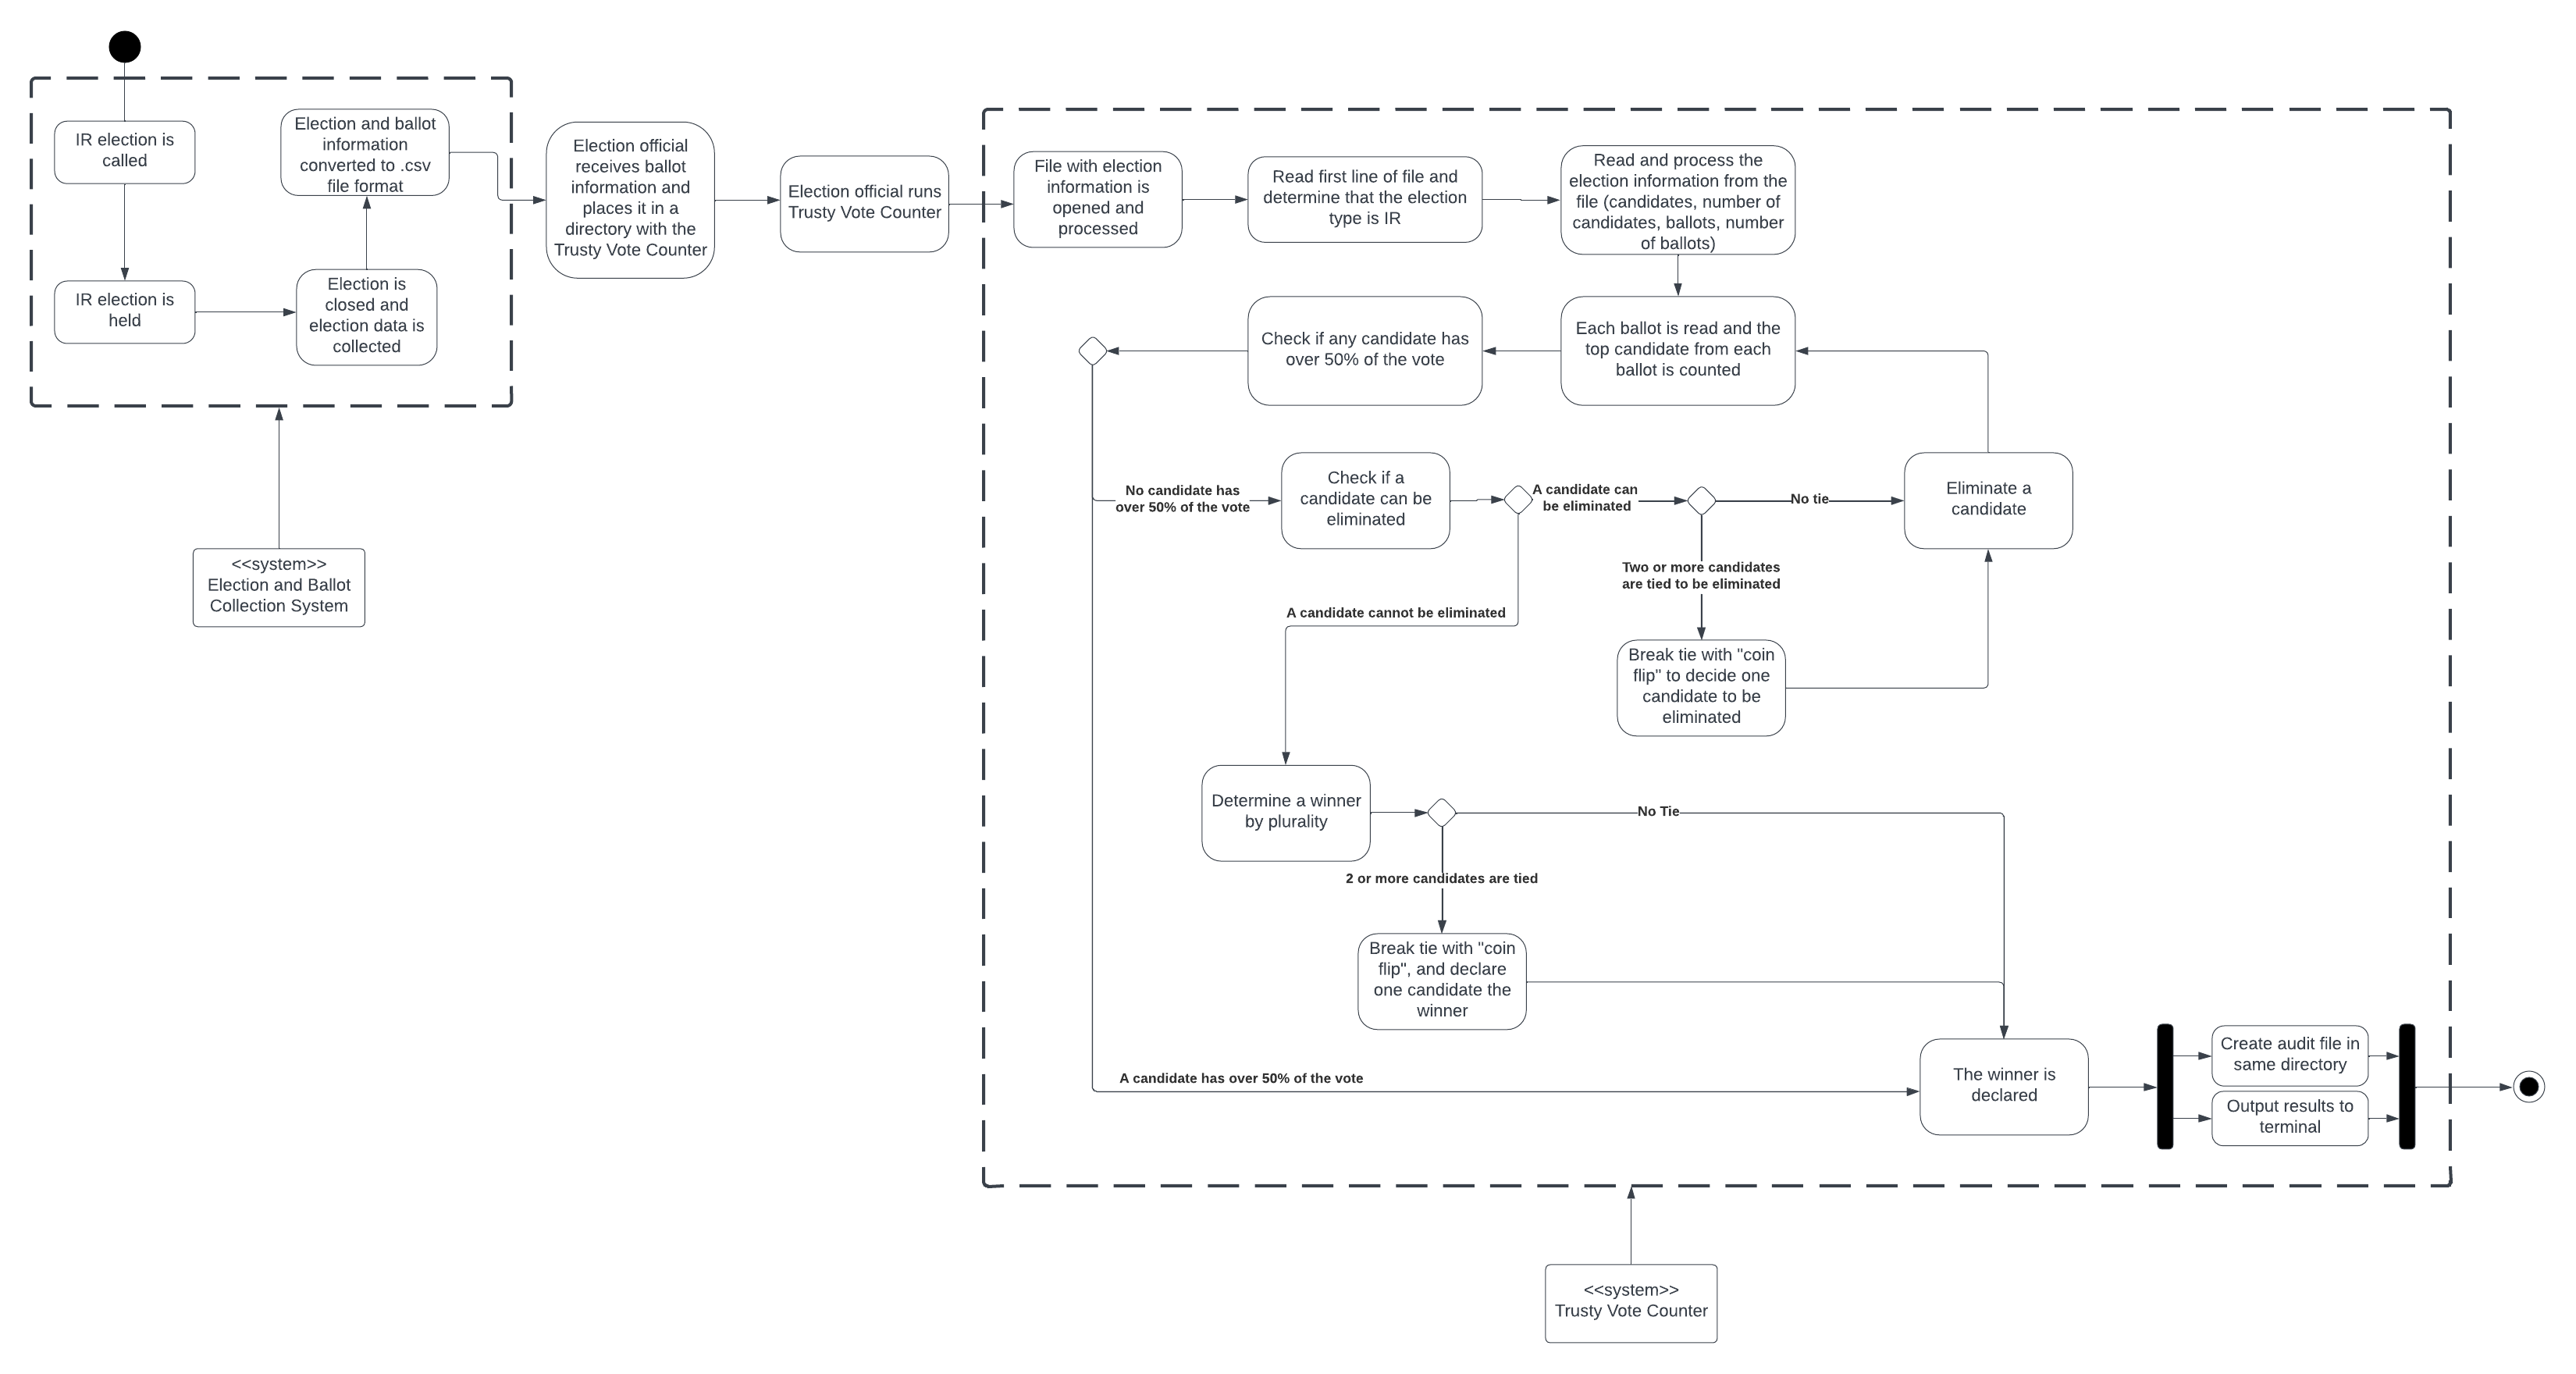 IR election is
called
Election and ballot
information
converted to .csv
file format
IR election is
held
Election is
closed and
election data is
collected
<<system>>
Election and Ballot
Collection System
Election official
receives ballot
information and
places it in a
directory with the
Trusty Vote Counter
Election official runs
Trusty Vote Counter
File with election
information is
opened and
processed
Read first line of file and
determine that the election
type is IR
Read and process the
election information from the
file (candidates, number of
candidates, ballots, number
of ballots)
Each ballot is read and the
top candidate from each
ballot is counted
Check if any candidate has
over 50% of the vote
No candidate has
over 50% of the vote
Check if a
candidate can be
eliminated
A candidate can
be eliminated
No tie
Eliminate a
candidate
Two or more candidates
are tied to be eliminated
Break tie with "coin
flip" to decide one
candidate to be
eliminated
A candidate cannot be eliminated
Determine a winner
by plurality
No Tie
2 or more candidates are tied
Break tie with "coin
flip", and declare
one candidate the
winner
A candidate has over 50% of the vote
The winner is
declared
Create audit file in
same directory
Output results to
terminal
<<system>>
Trusty Vote Counter